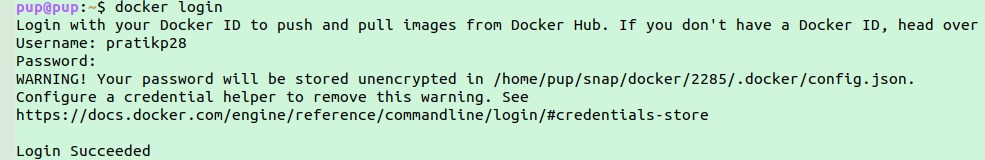 pup@pup:~$ docker login
Login with your Docker ID to push and pull images from Docker Hub. If you don't have a Docker ID, head over
Username: pratikp28
Password:
WARNING! Your password will be stored unencrypted in /home/pup/snap/docker/2285/.docker/config.json.
Configure a credential helper to remove this warning. See
https://docs.docker.com/engine/reference/commandline/login/#credentials-store
Login Succeeded